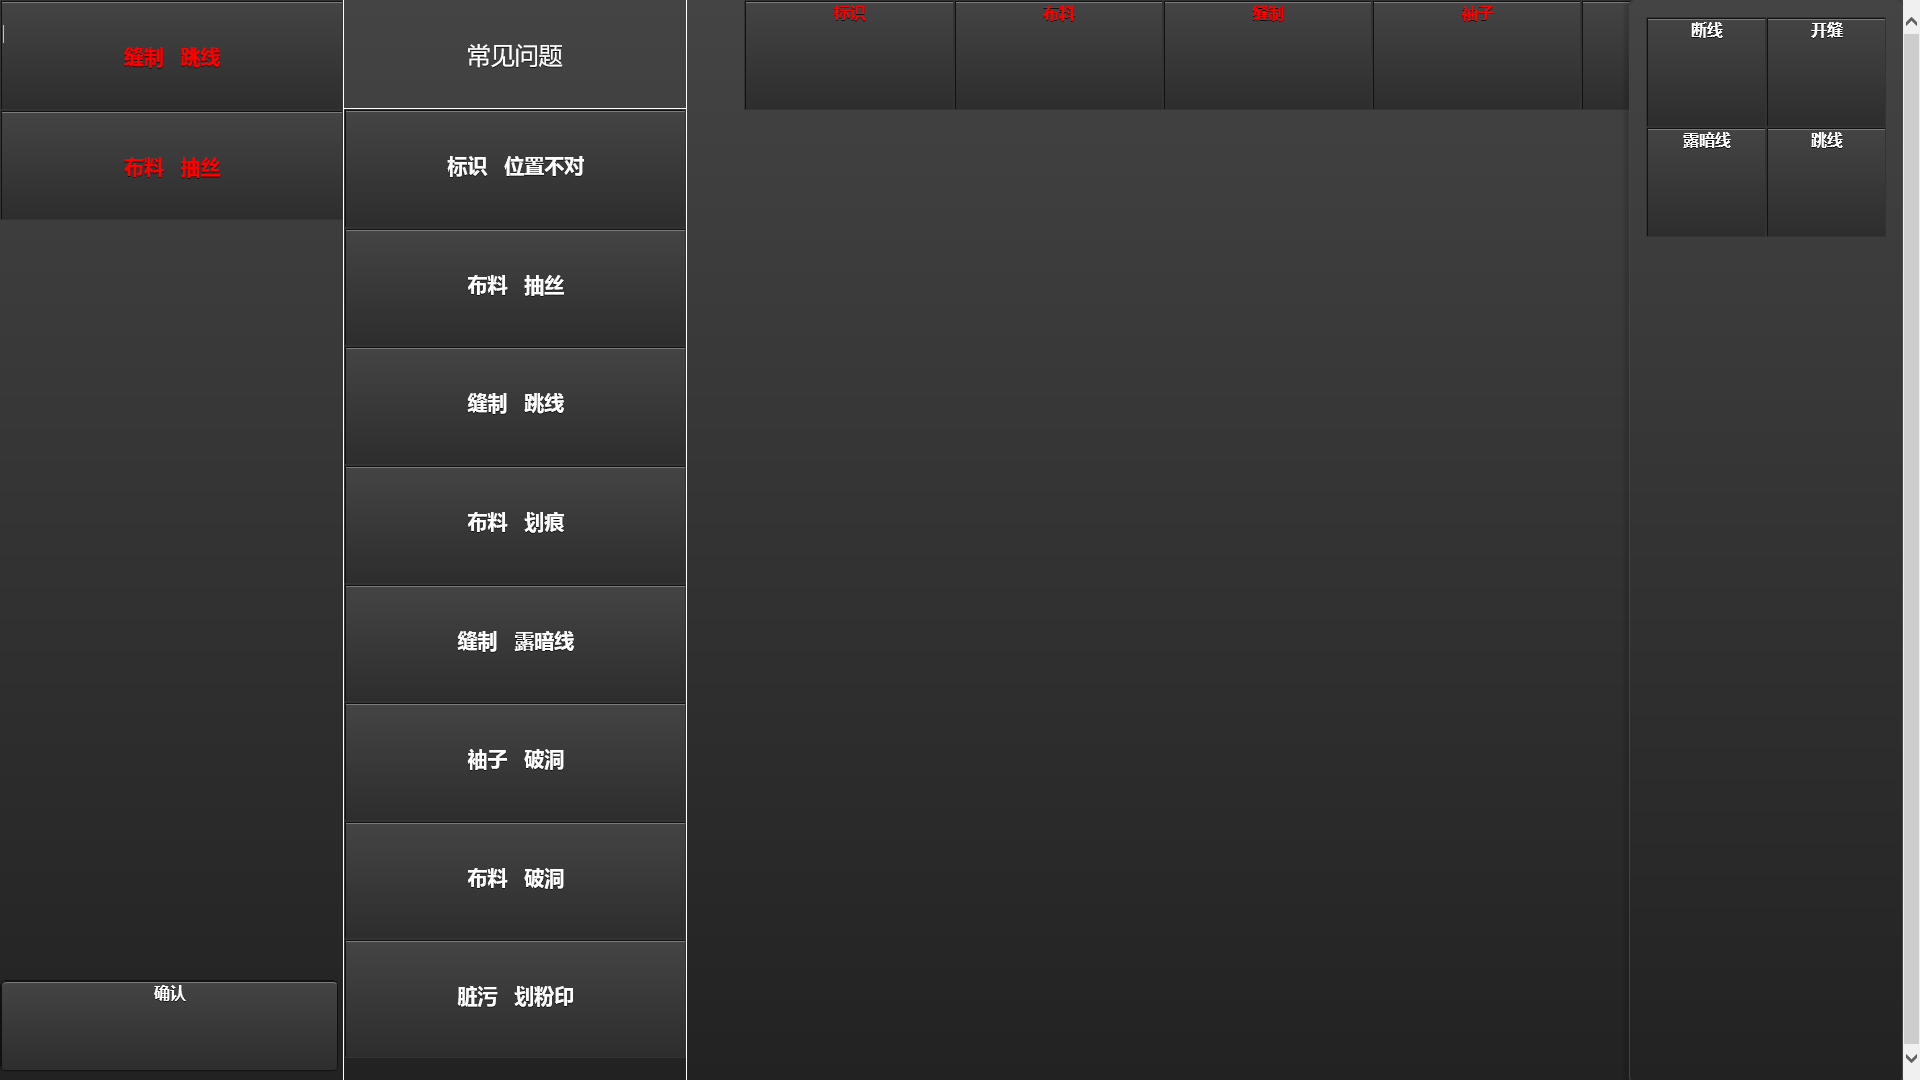 缝制 跳线
布料 抽丝
确认
常见问题
标识 位置不对
布料 抽丝
缝制 跳线
布料 划痕
缝制 露暗线
袖子 破洞
布料 破洞
脏污 划粉印
标识 布料 缝制 袖子
断线 开缝
露暗线 跳线